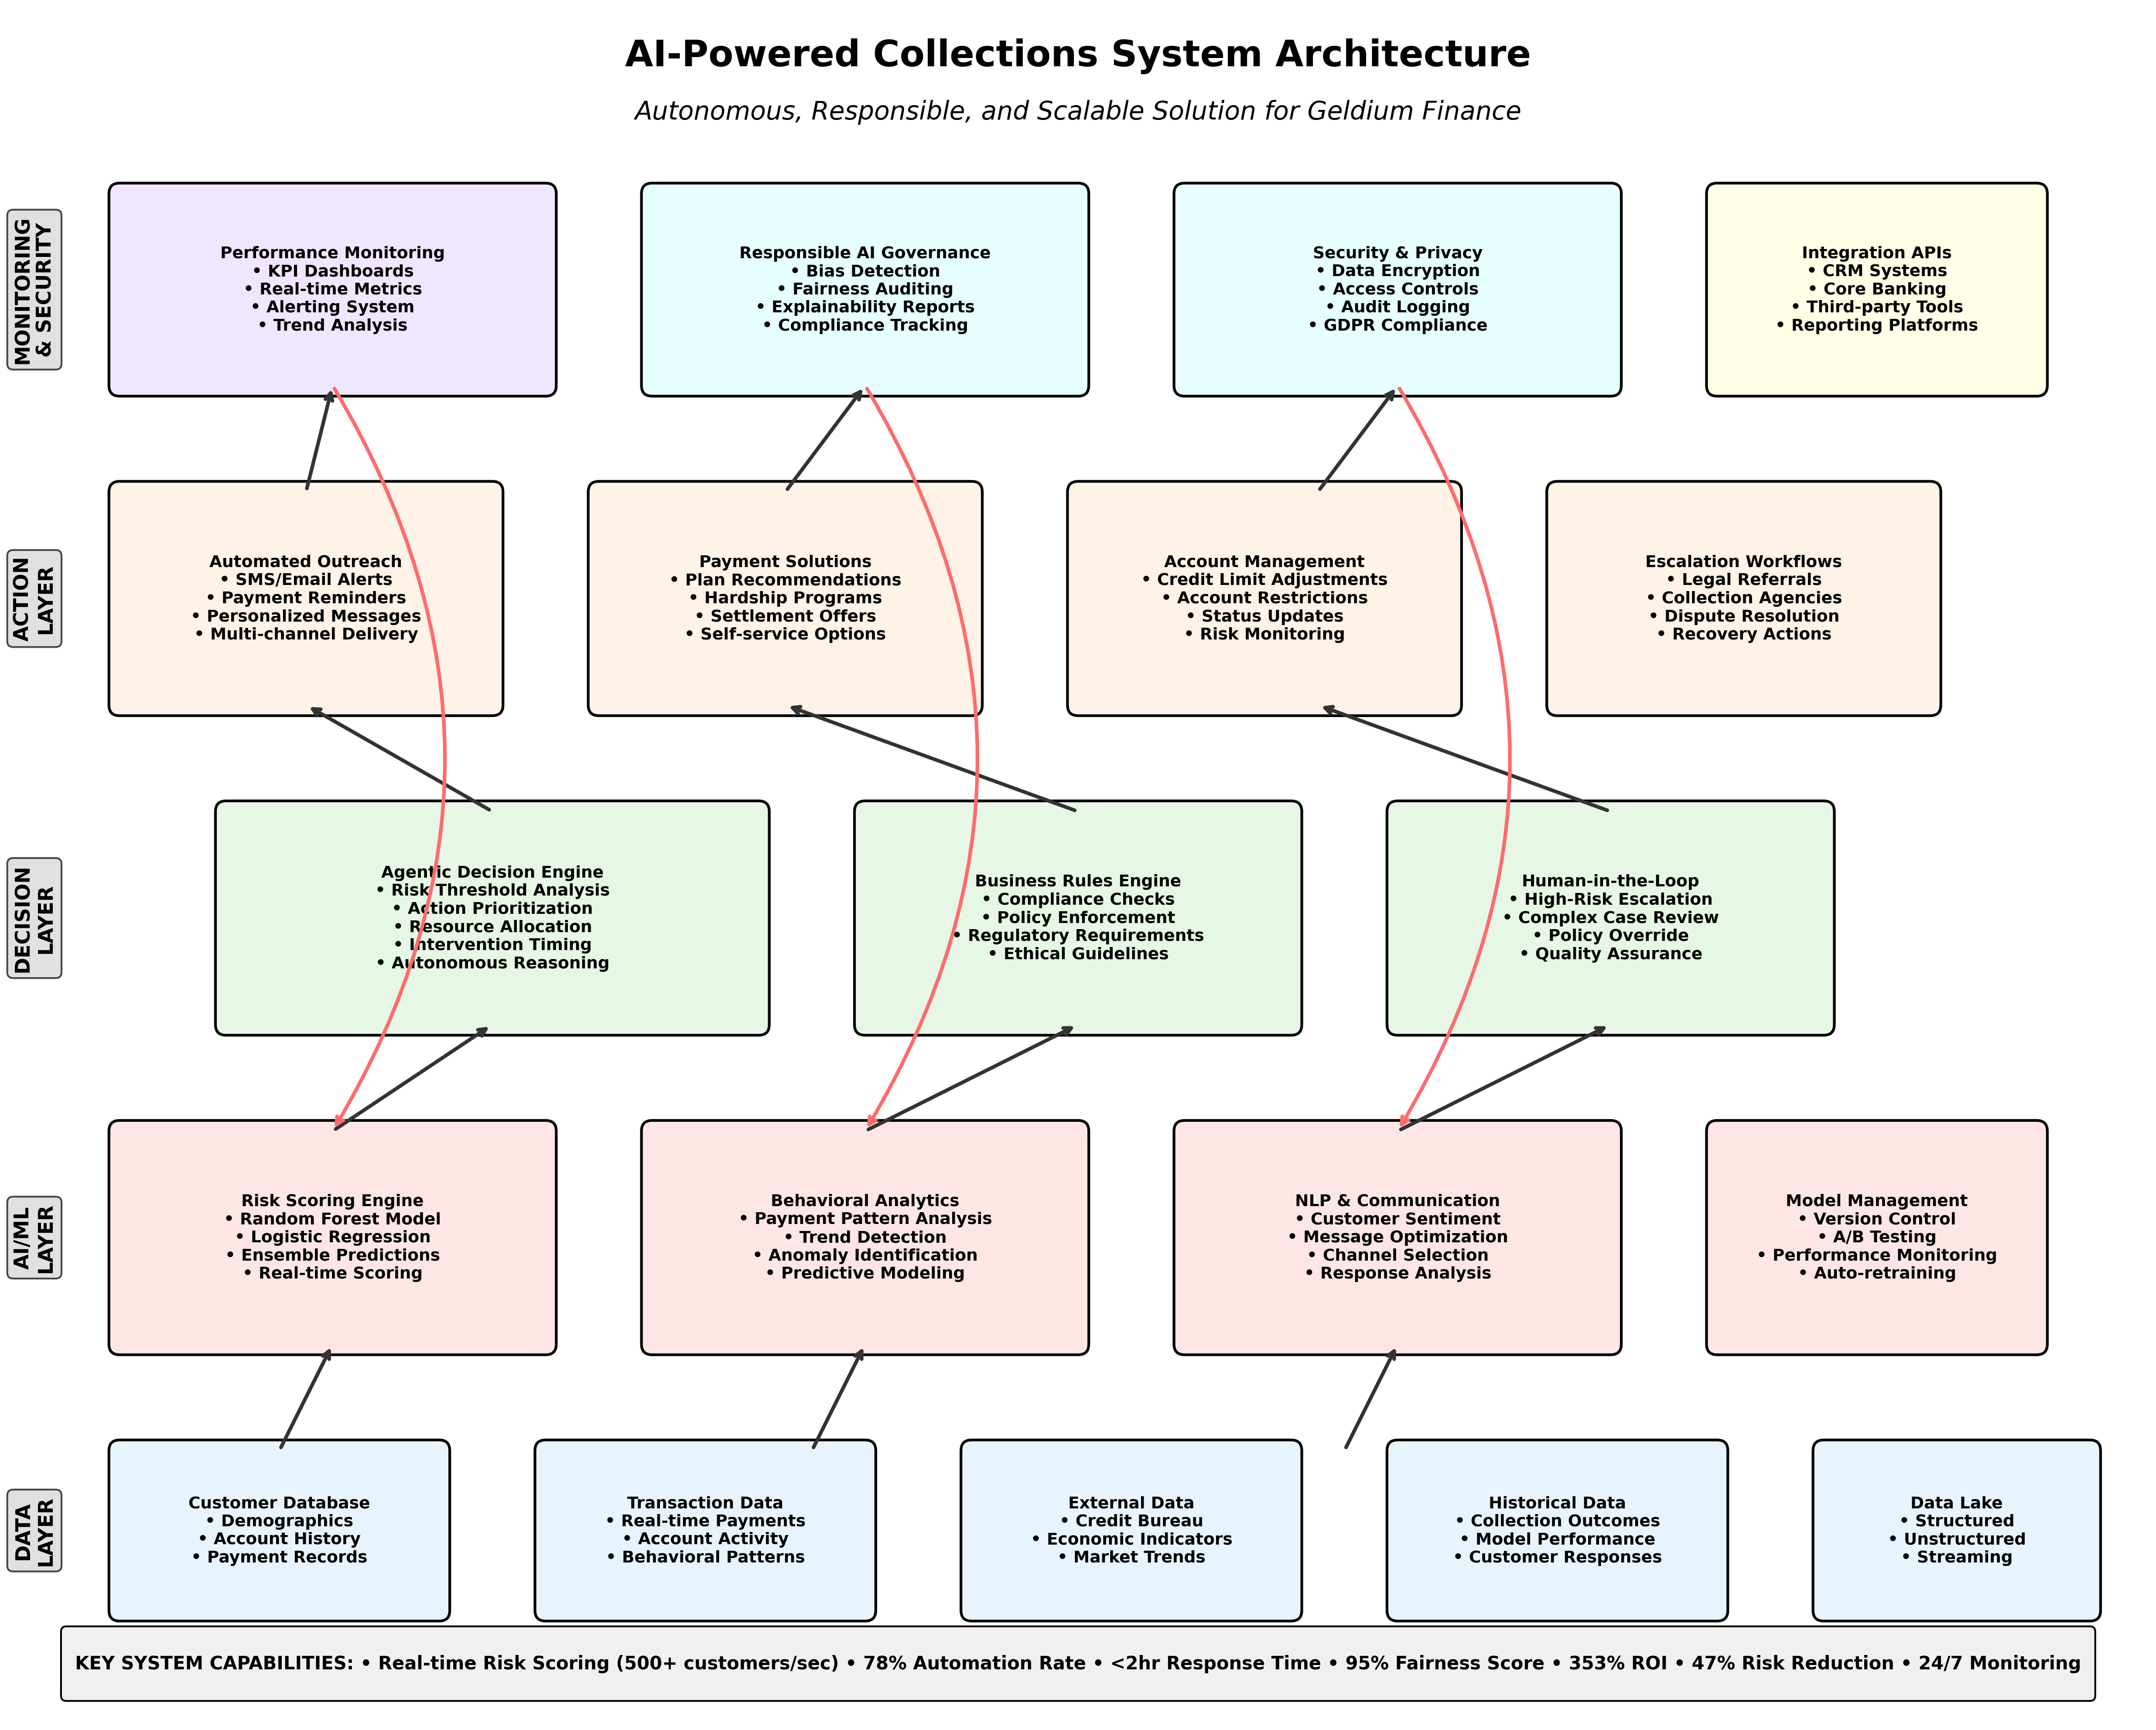 AI-Powered Collections System Architecture
Autonomous, Responsible, and Scalable Solution for Geldium Finance
MONITORING
& SECURITY
Performance Monitoring
• KPI Dashboards
• Real-time Metrics
• Alerting System
• Trend Analysis
Responsible AI Governance
• Bias Detection
• Fairness Auditing
• Explainability Reports
• Compliance Tracking
Security & Privacy
• Data Encryption
• Access Controls
• Audit Logging
• GDPR Compliance
Integration APIs
• CRM Systems
• Core Banking
• Third-party Tools
• Reporting Platforms
ACTION
LAYER
Automated Outreach
• SMS/Email Alerts
• Payment Reminders
• Personalized Messages
• Multi-channel Delivery
Payment Solutions
• Plan Recommendations
• Hardship Programs
• Settlement Offers
• Self-service Options
Account Management
• Credit Limit Adjustments
• Account Restrictions
• Status Updates
• Risk Monitoring
Escalation Workflows
• Legal Referrals
• Collection Agencies
• Dispute Resolution
• Recovery Actions
DECISION
LAYER
Agentic Decision Engine
• Risk Threshold Analysis
• Action Prioritization
• Resource Allocation
• Intervention Timing
• Autonomous Reasoning
Business Rules Engine
• Compliance Checks
• Policy Enforcement
• Regulatory Requirements
• Ethical Guidelines
Human-in-the-Loop
• High-Risk Escalation
• Complex Case Review
• Policy Override
• Quality Assurance
AI/ML
LAYER
Risk Scoring Engine
• Random Forest Model
• Logistic Regression
• Ensemble Predictions
• Real-time Scoring
Behavioral Analytics
• Payment Pattern Analysis
• Trend Detection
• Anomaly Identification
• Predictive Modeling
NLP & Communication
• Customer Sentiment
• Message Optimization
• Channel Selection
• Response Analysis
Model Management
• Version Control
• A/B Testing
• Performance Monitoring
• Auto-retraining
DATA
LAYER
Customer Database
• Demographics
• Account History
• Payment Records
Transaction Data
• Real-time Payments
• Account Activity
• Behavioral Patterns
External Data
• Credit Bureau
• Economic Indicators
• Market Trends
Historical Data
• Collection Outcomes
• Model Performance
• Customer Responses
Data Lake
• Structured
• Unstructured
• Streaming
KEY SYSTEM CAPABILITIES: • Real-time Risk Scoring (500+ customers/sec) • 78% Automation Rate • <2hr Response Time • 95% Fairness Score • 353% ROI • 47% Risk Reduction • 24/7 Monitoring